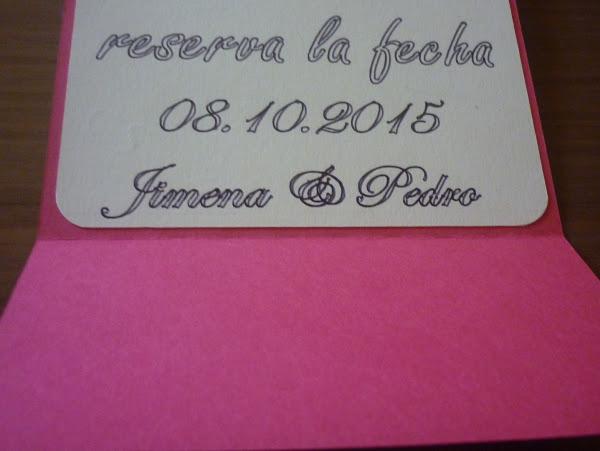 reserva la fecha
08.10.2015
Jimena & Pedro